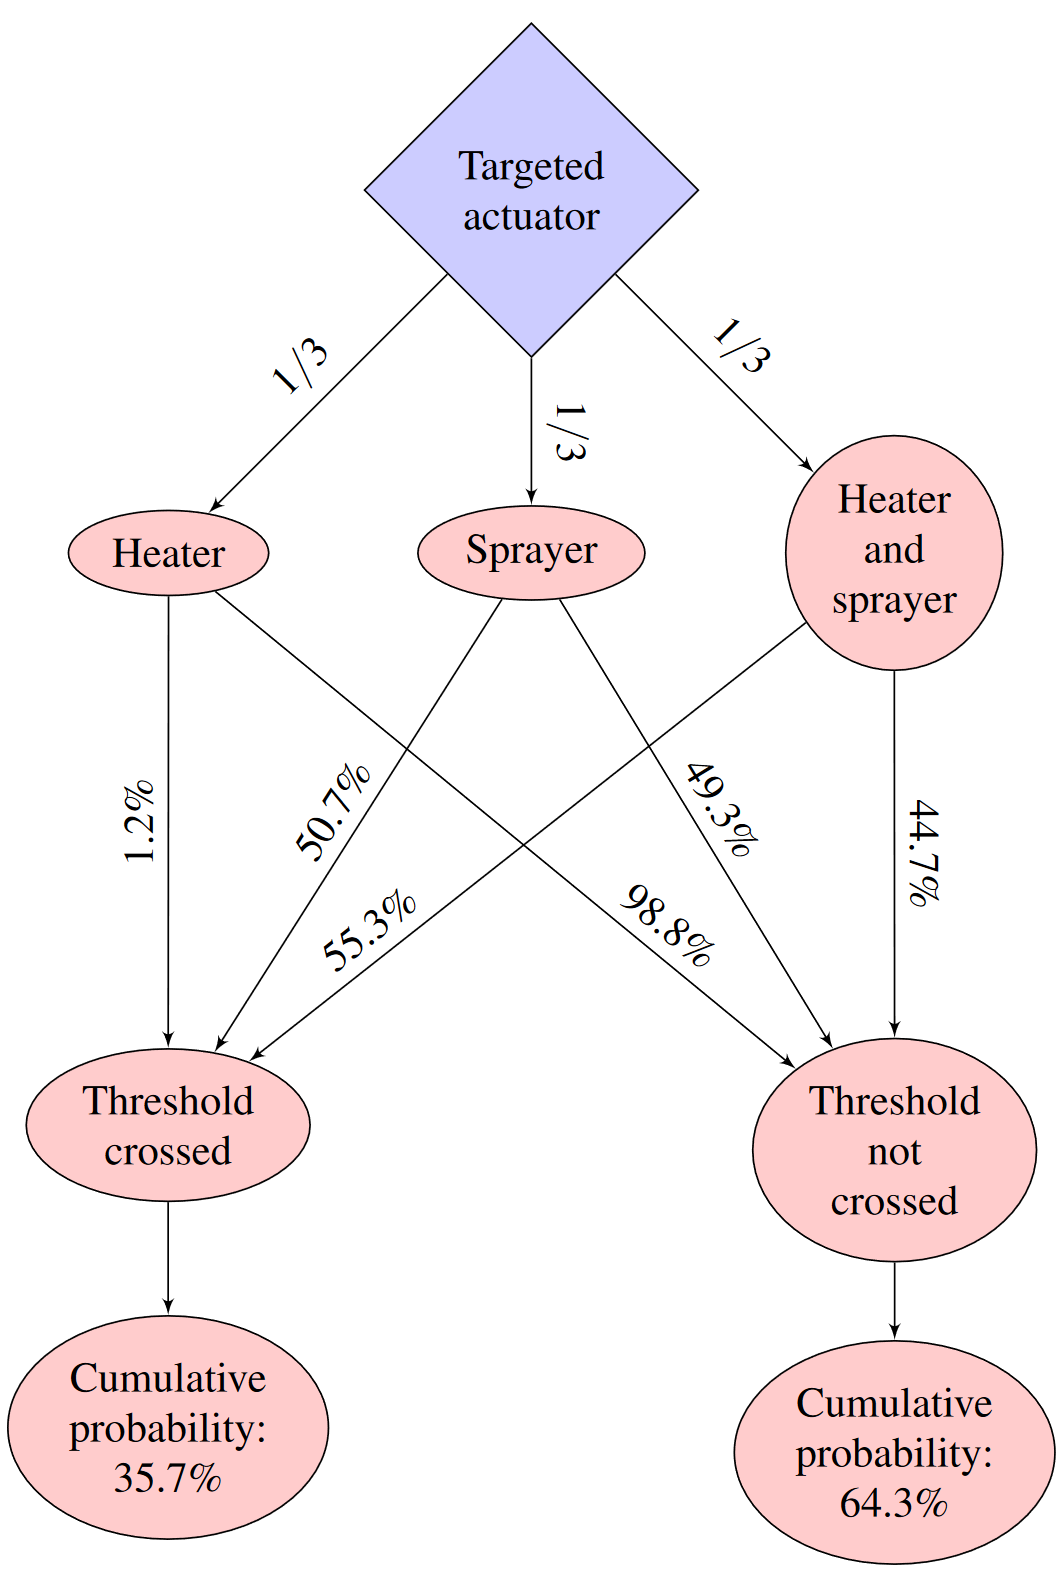 Targeted
actuator
1/3
1/3
1/3
Heater
Sprayer
Heater
and
sprayer
1.2%
50.7%
49.3%
44.7%
55.3%
98.8%
Threshold
crossed
Threshold
not
crossed
Cumulative
probability:
35.7%
Cumulative
probability:
64.3%